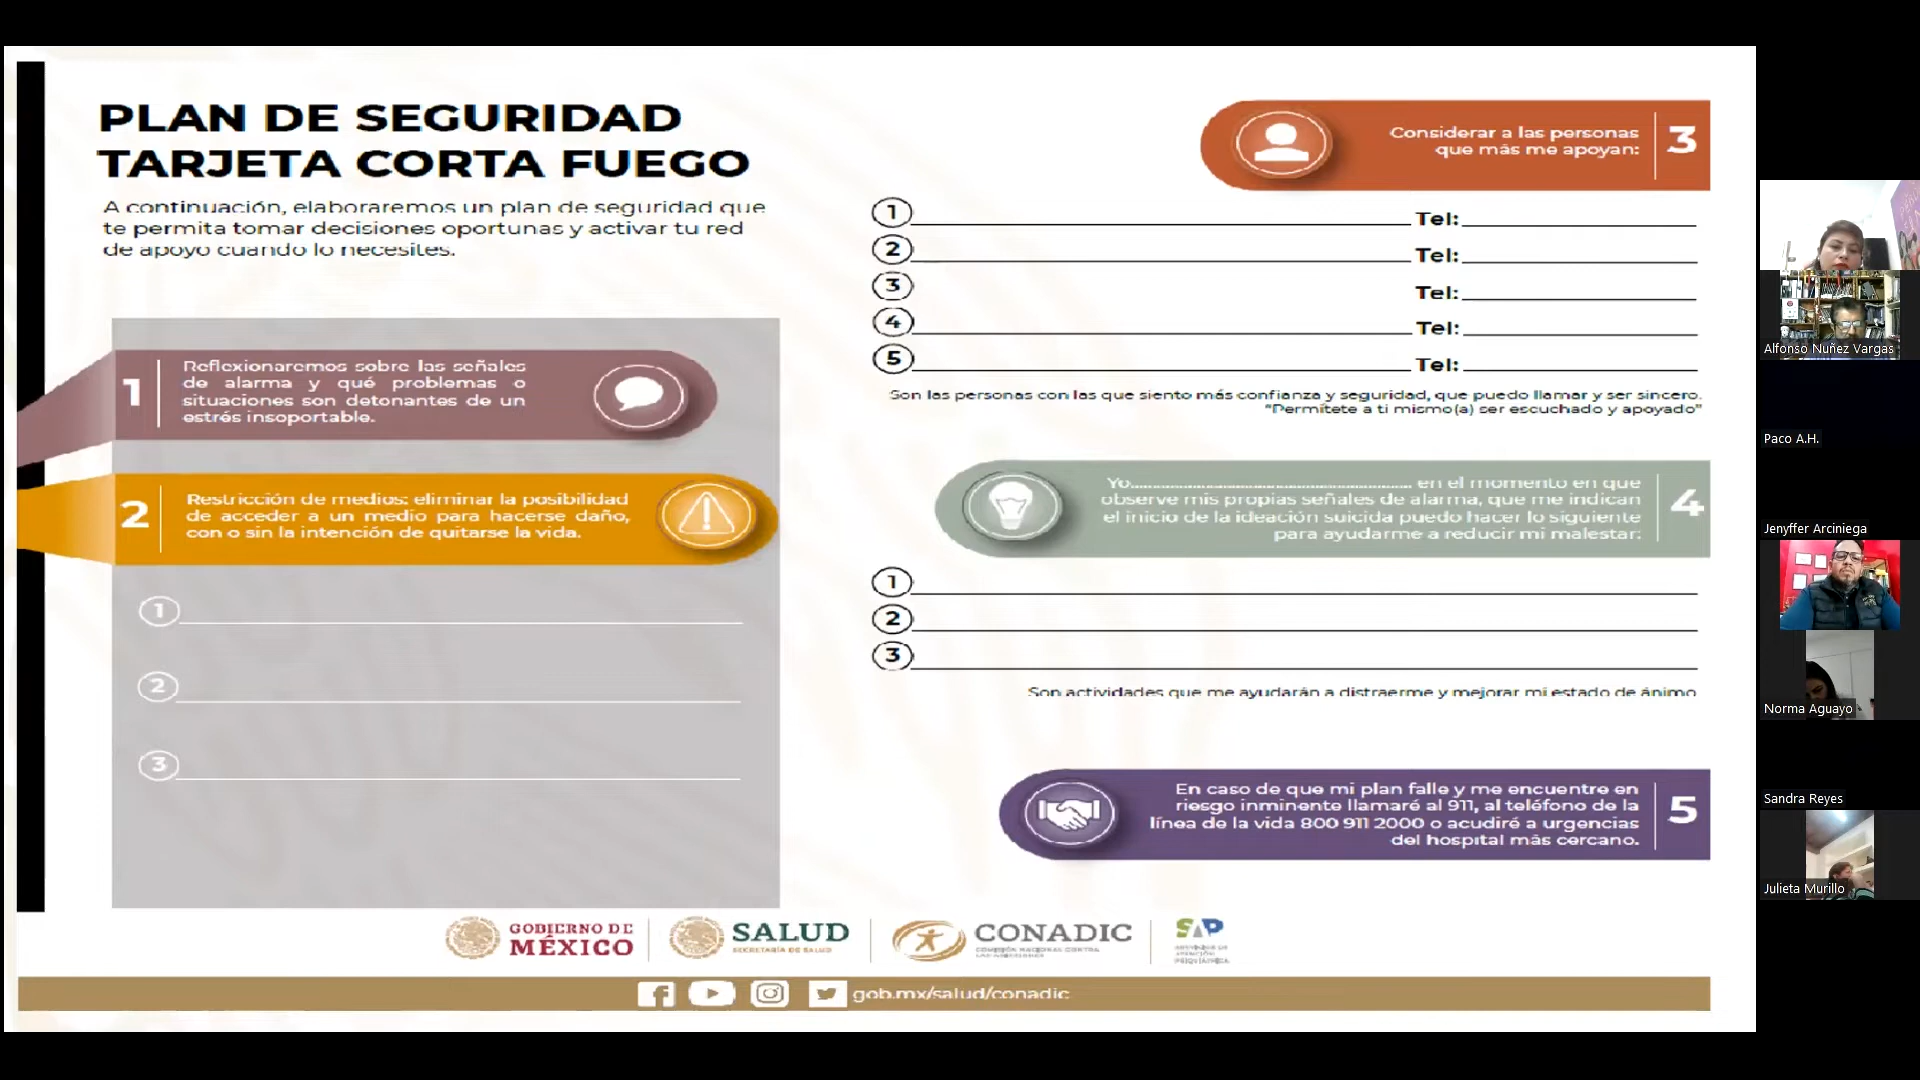 PLAN DE SEGURIDAD
TARJETA CORTA FUEGO
A continuación, elaboraremos un plan de seguridad que
te permita tomar decisiones oportunas y activar tu red
de apoyo cuando lo necesites.
1
Reflexionaremos sobre las señales
de alarma y qué problemas o
situaciones son detonantes de un
estrés insoportable.
2
Restricción de medios: eliminar la posibilidad
de acceder a un medio para hacerse daño,
con o sin la intención de quitarse la vida.
1
2
3
Considerar a las personas
que más me apoyan:
3
1 Tel:
2 Tel:
3 Tel:
4 Tel:
5 Tel:
Son las personas con las que siento más confianza y seguridad, que puedo llamar y ser sincero.
"Permítete a ti mismo(a) ser escuchado y apoyado"
Yo.................................................... en el momento en que
observe mis propias señales de alarma, que me indican
el inicio de la ideación suicida puedo hacer lo siguiente
para ayudarme a reducir mi malestar:
4
1
2
3
Son actividades que me ayudarán a distraerme y mejorar mi estado de ánimo
En caso de que mi plan falle y me encuentre en
riesgo inminente llamaré al 911, al teléfono de la
línea de la vida 800 911 2000 o acudiré a urgencias
del hospital más cercano.
5
GOBIERNO DE
MÉXICO
SALUD
SECRETARÍA DE SALUD
CONADIC
COMISIÓN NACIONAL CONTRA
LAS ADICCIONES
SAP
gob.mx/salud/conadic
Alfonso Nuñez Vargas
Paco A.H.
Jenyffer Arciniega
Norma Aguayo
Sandra Reyes
Julieta Murillo